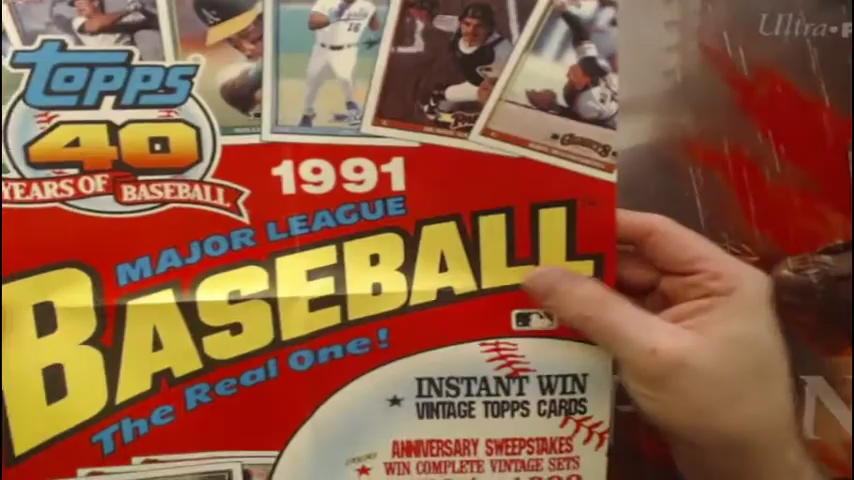 Ultra•P
TOPPS
40
YEARS OF BASEBALL
GIANTS
1991
MAJOR LEAGUE
BASEBALL
The Real One!
INSTANT WIN
VINTAGE TOPPS CARDS
ANNIVERSARY SWEEPSTAKES
WIN COMPLETE VINTAGE SETS